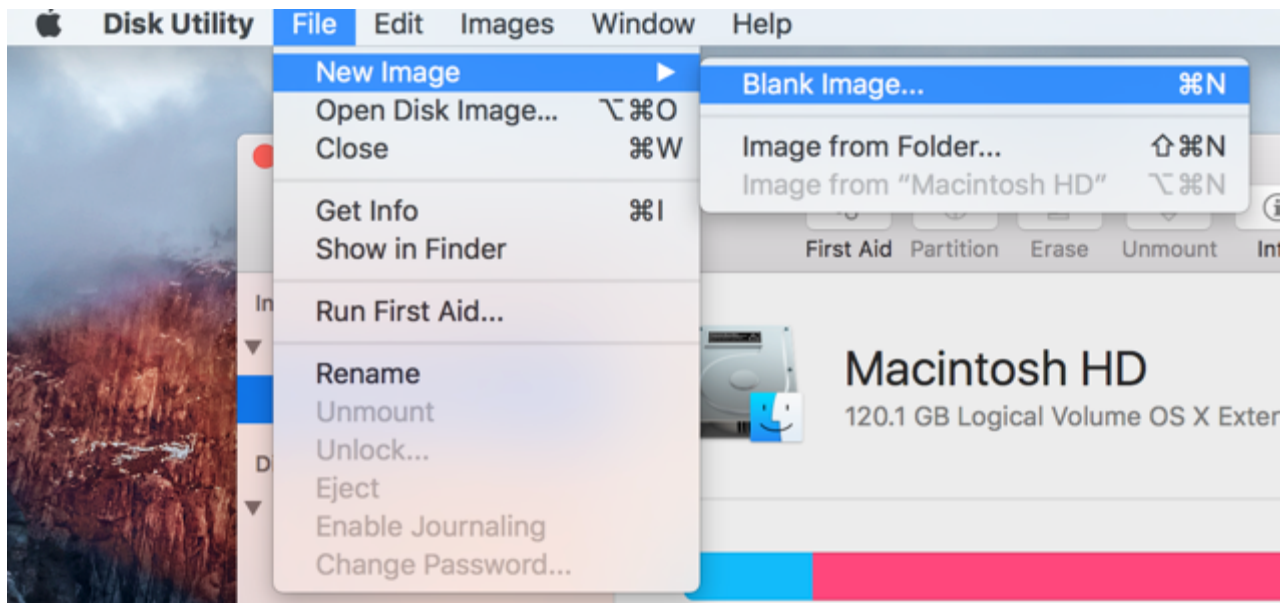 Disk Utility File Edit Images Window Help
New Image
Blank Image... ⌘N
Open Disk Image... ⌥⌘O
Close ⌘W
Image from Folder... ⇧⌘N
Image from “Macintosh HD” ⌥⌘N
Get Info ⌘I
Show in Finder
First Aid Partition Erase Unmount
Run First Aid...
Rename
Unmount
Unlock...
Eject
Enable Journaling
Change Password...
Macintosh HD
120.1 GB Logical Volume OS X